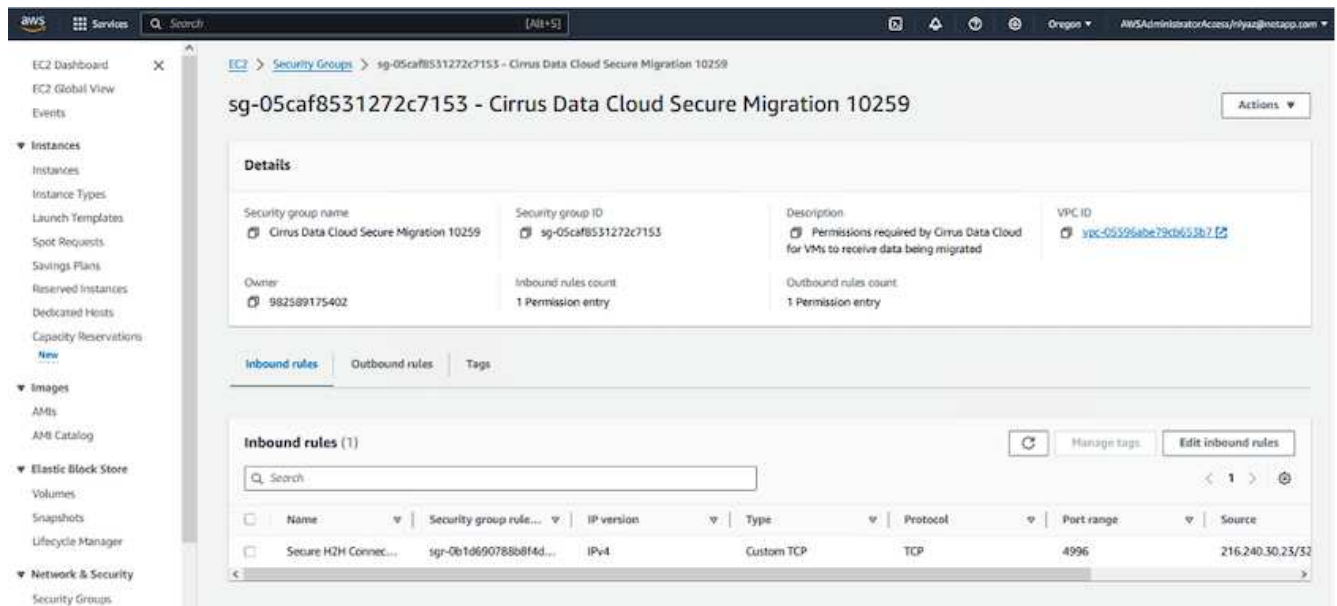 aws Services Search [Alt+S] Oregon AWSAdministratorAccess/niyaz@netapp.com
EC2 Dashboard
EC2 Global View
Events
Instances
Instances
Instance Types
Launch Templates
Spot Requests
Savings Plans
Reserved Instances
Dedicated Hosts
Capacity Reservations
New
Images
AMIs
AMI Catalog
Elastic Block Store
Volumes
Snapshots
Lifecycle Manager
Network & Security
Security Groups
EC2 > Security Groups > sg-05caf8531272c7153 - Cirrus Data Cloud Secure Migration 10259
sg-05caf8531272c7153 - Cirrus Data Cloud Secure Migration 10259
Actions
Details
Security group name
Cirrus Data Cloud Secure Migration 10259
Security group ID
sg-05caf8531272c7153
Description
Permissions required by Cirrus Data Cloud
for VMs to receive data being migrated
VPC ID
vpc-05596abe79cb653b7
Owner
982589175402
Inbound rules count
1 Permission entry
Outbound rules count
1 Permission entry
Inbound rules Outbound rules Tags
Inbound rules (1)
Manage tags Edit inbound rules
Search
1
Name Security group rule... IP version Type Protocol Port range Source
Secure H2H Connec... sgr-0b1d690788b8f4d... IPv4 Custom TCP TCP 4996 216.240.30.23/32